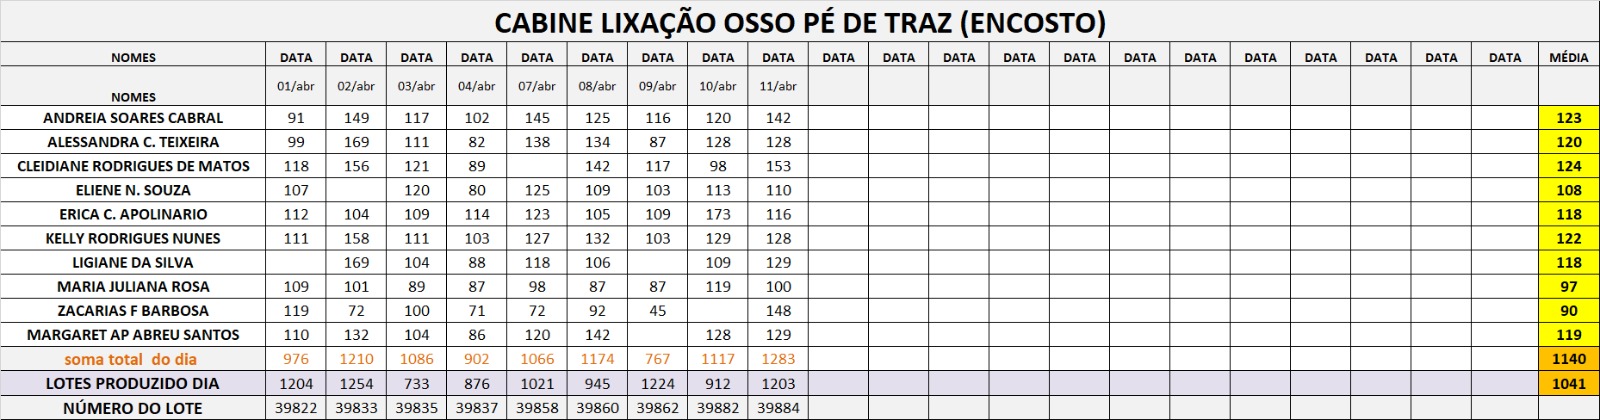 CABINE LIXAÇÃO OSSO PÉ DE TRAZ (ENCOSTO)
NOMES DATA DATA DATA DATA DATA DATA DATA DATA DATA DATA DATA DATA DATA DATA DATA DATA DATA DATA DATA DATA DATA MÉDIA
NOMES 01/abr 02/abr 03/abr 04/abr 07/abr 08/abr 09/abr 10/abr 11/abr
ANDREIA SOARES CABRAL 91 149 117 102 145 125 116 120 142 123
ALESSANDRA C. TEIXEIRA 99 169 111 82 138 134 87 128 128 120
CLEIDIANE RODRIGUES DE MATOS 118 156 121 89 142 117 98 153 124
ELIENE N. SOUZA 107 120 80 125 109 103 113 110 108
ERICA C. APOLINARIO 112 104 109 114 123 105 109 173 116 118
KELLY RODRIGUES NUNES 111 158 111 103 127 132 103 129 128 122
LIGIANE DA SILVA 169 104 88 118 106 109 129 118
MARIA JULIANA ROSA 109 101 89 87 98 87 87 119 100 97
ZACARIAS F BARBOSA 119 72 100 71 72 92 45 148 90
MARGARET AP ABREU SANTOS 110 132 104 86 120 142 128 129 119
soma total do dia 976 1210 1086 902 1066 1174 767 1117 1283 1140
LOTES PRODUZIDO DIA 1204 1254 733 876 1021 945 1224 912 1203 1041
NÚMERO DO LOTE 39822 39833 39835 39837 39858 39860 39862 39882 39884